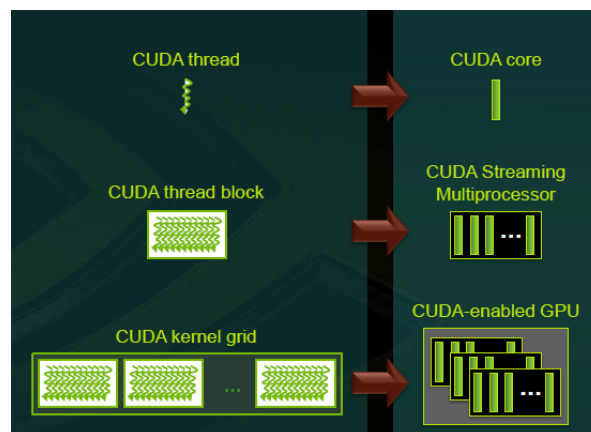 CUDA thread
CUDA core
CUDA thread block
CUDA Streaming
Multiprocessor
...
CUDA kernel grid
CUDA-enabled GPU
...
...